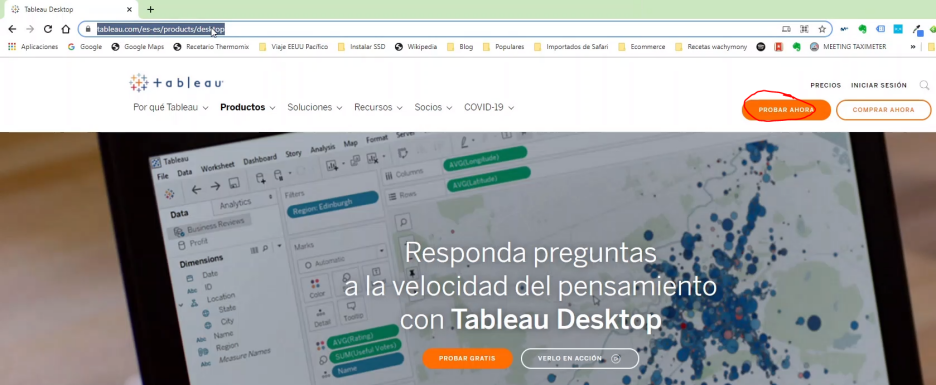 Tableau Desktop
tableau.com/es-es/products/desktop
Aplicaciones Google Google Maps Recetario Thermomix Viaje EEUU Pacífico Instalar SSD Wikipedia Blog Populares Importados de Safari Ecommerce Recetas wachymony MEETING TAXIMETER »
+ a b l e a u
PRECIOS INICIAR SESIÓN
Por qué Tableau Productos Soluciones Recursos Socios COVID-19
PROBAR AHORA COMPRAR AHORA
Tableau
File Data Worksheet Dashboard Story Analysis Map Format Server
Data Analytics
Business Reviews
Profit
Dimensions
Date
Abc ID
Location
State
City
Abc Name
Abc Region
Abc Measure Names
Filters
Region: Edinburgh
Marks
Automatic
Color
Detail Tooltip
AVG(Rating)
SUM(Useful Votes)
Name
Columns AVG(Longitude)
Rows AVG(Latitude)
Responda preguntas
a la velocidad del pensamiento
con Tableau Desktop
PROBAR GRATIS VERLO EN ACCIÓN